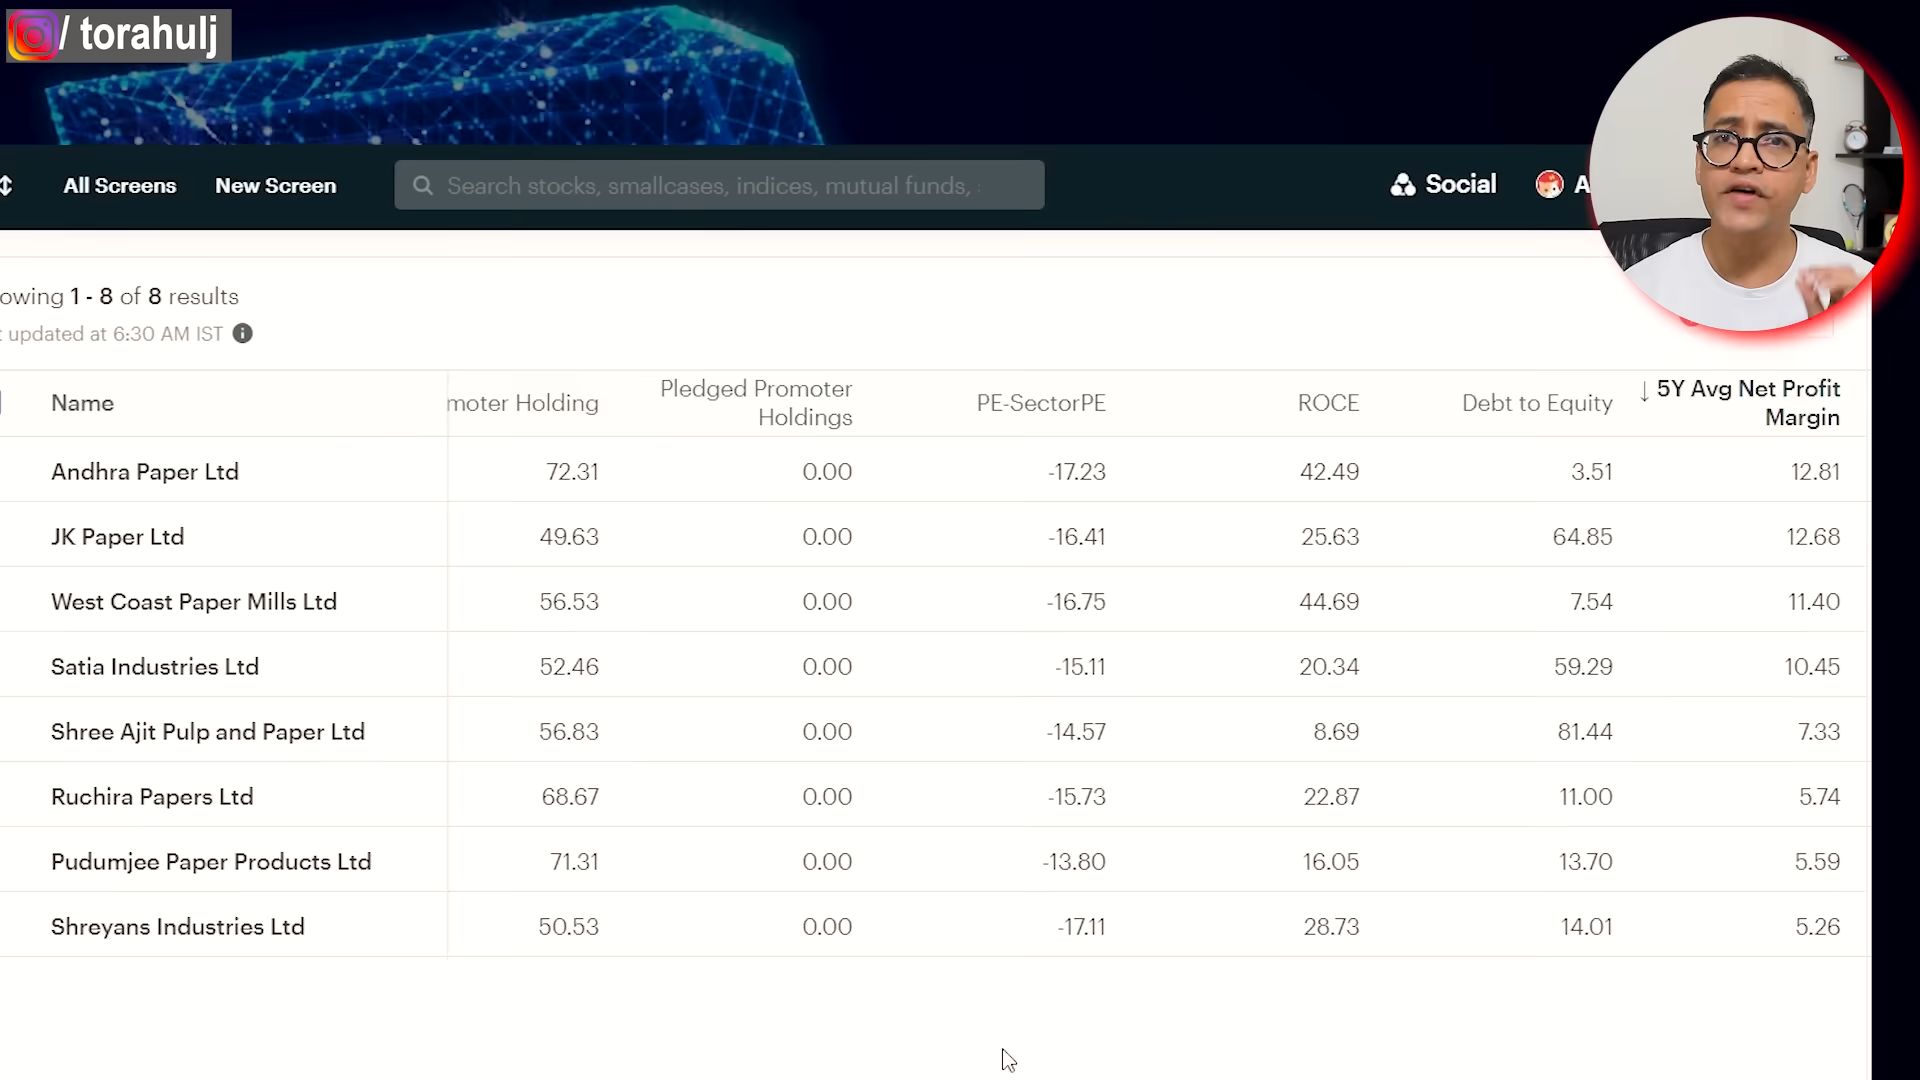 / torahulj
All Screens New Screen Search stocks, smallcases, indices, mutual funds, Social A
owing 1 - 8 of 8 results
t updated at 6:30 AM IST
Name moter Holding Pledged Promoter Holdings PE-SectorPE ROCE Debt to Equity ↓ 5Y Avg Net Profit Margin
Andhra Paper Ltd 72.31 0.00 -17.23 42.49 3.51 12.81
JK Paper Ltd 49.63 0.00 -16.41 25.63 64.85 12.68
West Coast Paper Mills Ltd 56.53 0.00 -16.75 44.69 7.54 11.40
Satia Industries Ltd 52.46 0.00 -15.11 20.34 59.29 10.45
Shree Ajit Pulp and Paper Ltd 56.83 0.00 -14.57 8.69 81.44 7.33
Ruchira Papers Ltd 68.67 0.00 -15.73 22.87 11.00 5.74
Pudumjee Paper Products Ltd 71.31 0.00 -13.80 16.05 13.70 5.59
Shreyans Industries Ltd 50.53 0.00 -17.11 28.73 14.01 5.26